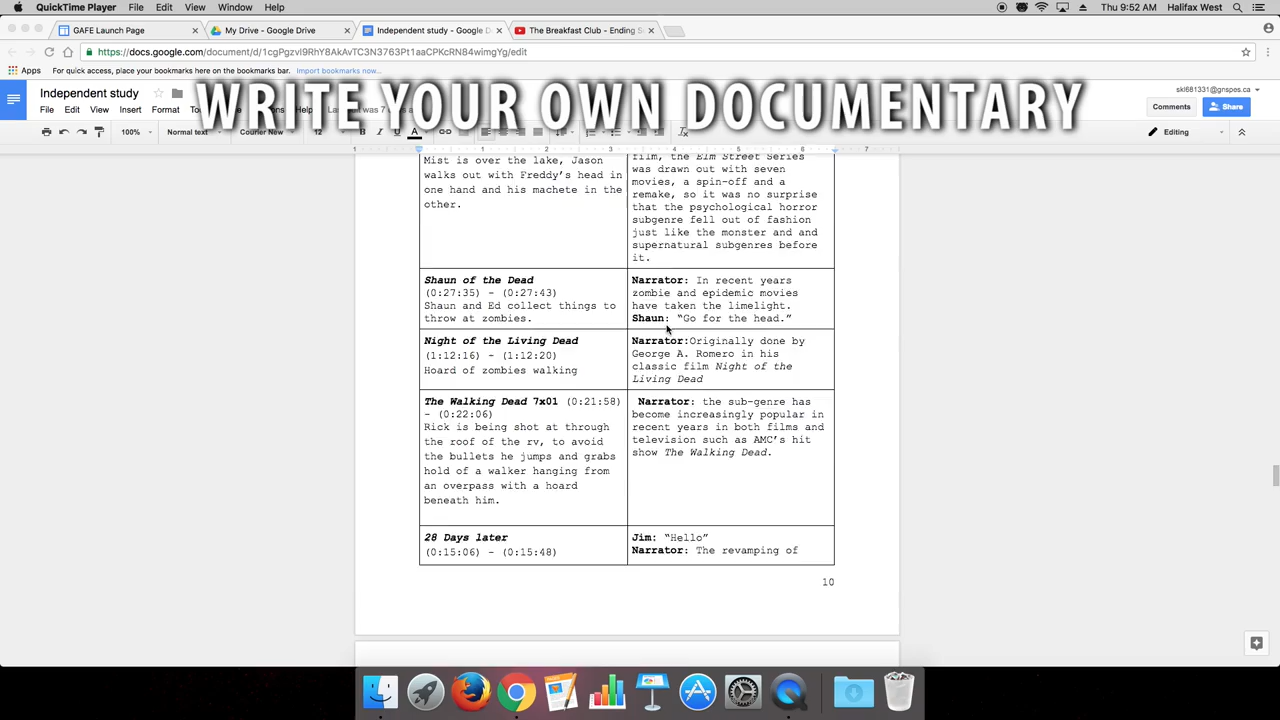 QuickTime Player File Edit View Window Help Thu 9:52 AM Halifax West
GAFE Launch Page My Drive - Google Drive Independent study - Google D The Breakfast Club - Ending S
https://docs.google.com/document/d/1cgPgzvl9RhY8AkAvTC3N3763Pt1aaCPKcRN84wimgYg/edit
Apps For quick access, place your bookmarks here on the bookmarks bar. Import bookmarks now...
WRITE YOUR OWN DOCUMENTARY
Independent study
ski681331@gnspes.ca
File Edit View Insert Format
Comments Share
100% Normal text Courier New 12 B I U A Editing
1 1 2 3 4 5 6 7
Mist is over the lake, Jason
walks out with Freddy's head in
one hand and his machete in the
other.
film, the Elm Street Series
was drawn out with seven
movies, a spin-off and a
remake, so it was no surprise
that the psychological horror
subgenre fell out of fashion
just like the monster and and
supernatural subgenres before
it.
Shaun of the Dead
(0:27:35) - (0:27:43)
Shaun and Ed collect things to
throw at zombies.
Narrator: In recent years
zombie and epidemic movies
have taken the limelight.
Shaun: “Go for the head.”
Night of the Living Dead
(1:12:16) - (1:12:20)
Hoard of zombies walking
Narrator:Originally done by
George A. Romero in his
classic film Night of the
Living Dead
The Walking Dead 7x01 (0:21:58)
- (0:22:06)
Rick is being shot at through
the roof of the rv, to avoid
the bullets he jumps and grabs
hold of a walker hanging from
an overpass with a hoard
beneath him.
Narrator: the sub-genre has
become increasingly popular in
recent years in both films and
television such as AMC's hit
show The Walking Dead.
28 Days later
(0:15:06) - (0:15:48)
Jim: “Hello”
Narrator: The revamping of
10